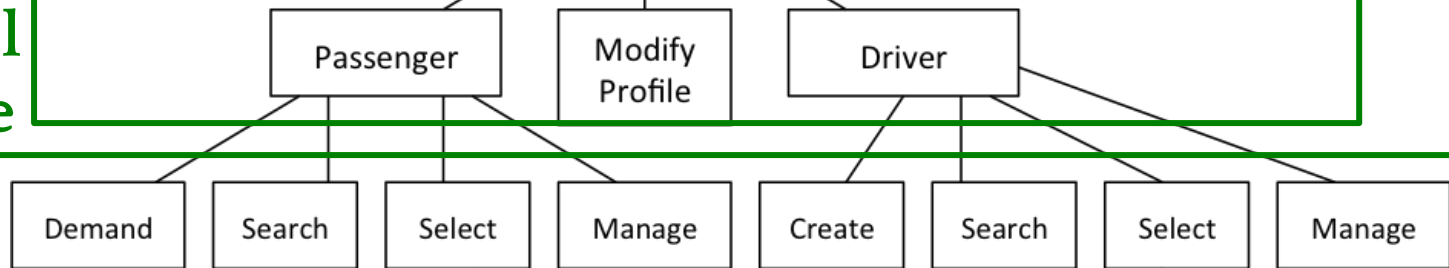 l
e
Passenger
Modify
Profile
Driver
Demand
Search
Select
Manage
Create
Search
Select
Manage